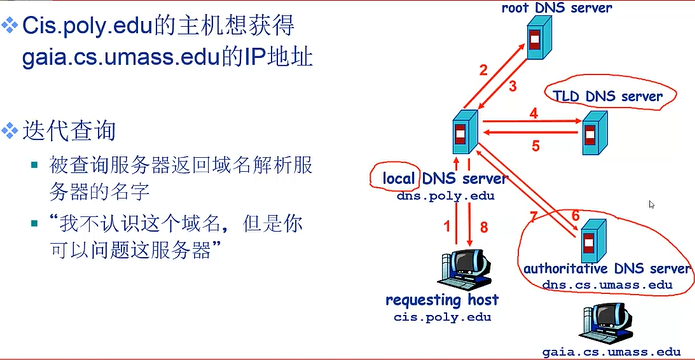 Cis.poly.edu的主机想获得
gaia.cs.umass.edu的IP地址
迭代查询
被查询服务器返回域名解析服
务器的名字
“我不认识这个域名，但是你
可以问题这服务器”
root DNS server
2
3
TLD DNS server
4
5
local DNS server
dns.poly.edu
7
6
1
8
authoritative DNS server
dns.cs.umass.edu
requesting host
cis.poly.edu
gaia.cs.umass.edu